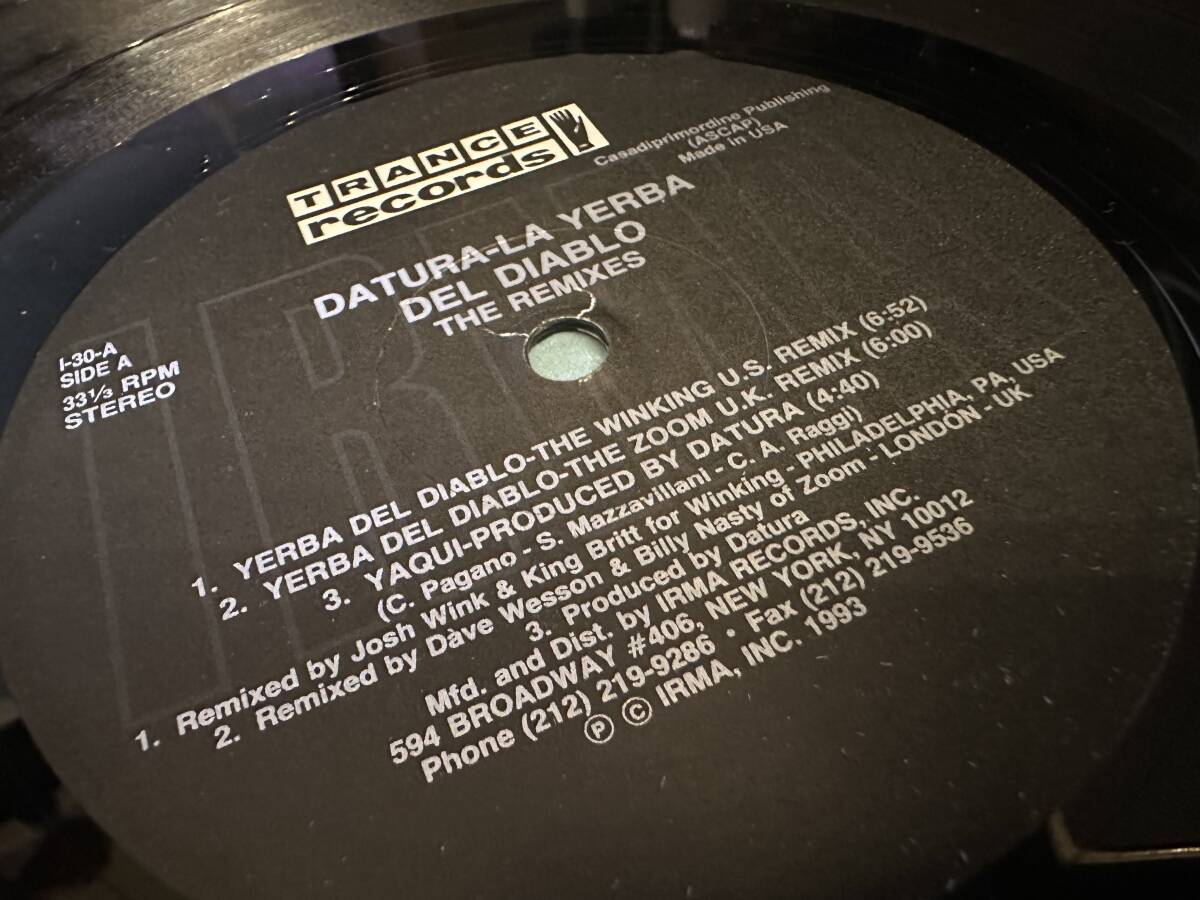 TRANCE
records
Casadiprimordine Publishing
(ASCAP)
Made in USA
DATURA-LA YERBA
DEL DIABLO
THE REMIXES
I-30-A
SIDE A
33 1/3 RPM
STEREO
1. YERBA DEL DIABLO-THE WINKING U.S. REMIX (6:52)
2. YERBA DEL DIABLO-THE ZOOM U.K. REMIX (6:00)
3. YAQUI-PRODUCED BY DATURA (4:40)
(C. Pagano - S. Mazzavillani - C. A. Raggi)
1. Remixed by Josh Wink & King Britt for Winking - PHILADELPHIA, PA, USA
2. Remixed by Dave Wesson & Billy Nasty of Zoom - LONDON - UK
3. Produced by Datura
Mfd. and Dist. by IRMA RECORDS, INC.
594 BROADWAY #406, NEW YORK, NY 10012
Phone (212) 219-9286 • Fax (212) 219-9536
℗ © IRMA, INC. 1993
IRMA